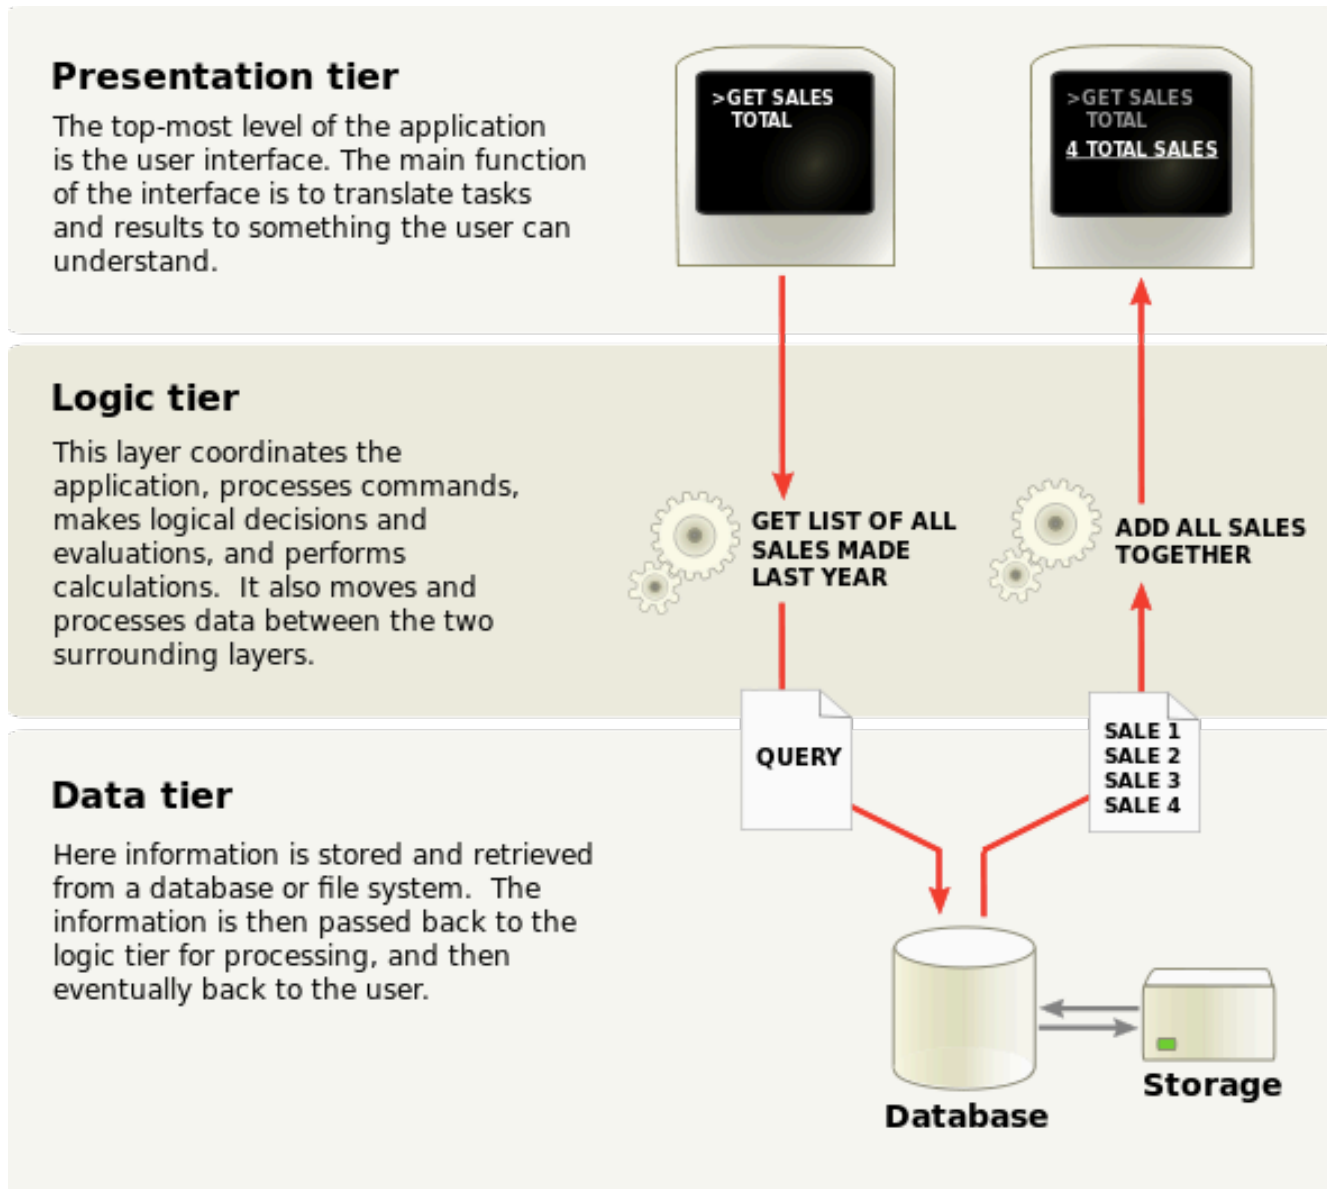 Presentation tier
The top-most level of the application
is the user interface. The main function
of the interface is to translate tasks
and results to something the user can
understand.
>GET SALES
TOTAL
>GET SALES
TOTAL
4 TOTAL SALES
Logic tier
This layer coordinates the
application, processes commands,
makes logical decisions and
evaluations, and performs
calculations.  It also moves and
processes data between the two
surrounding layers.
GET LIST OF ALL
SALES MADE
LAST YEAR
ADD ALL SALES
TOGETHER
QUERY
SALE 1
SALE 2
SALE 3
SALE 4
Data tier
Here information is stored and retrieved
from a database or file system.  The
information is then passed back to the
logic tier for processing, and then
eventually back to the user.
Database
Storage